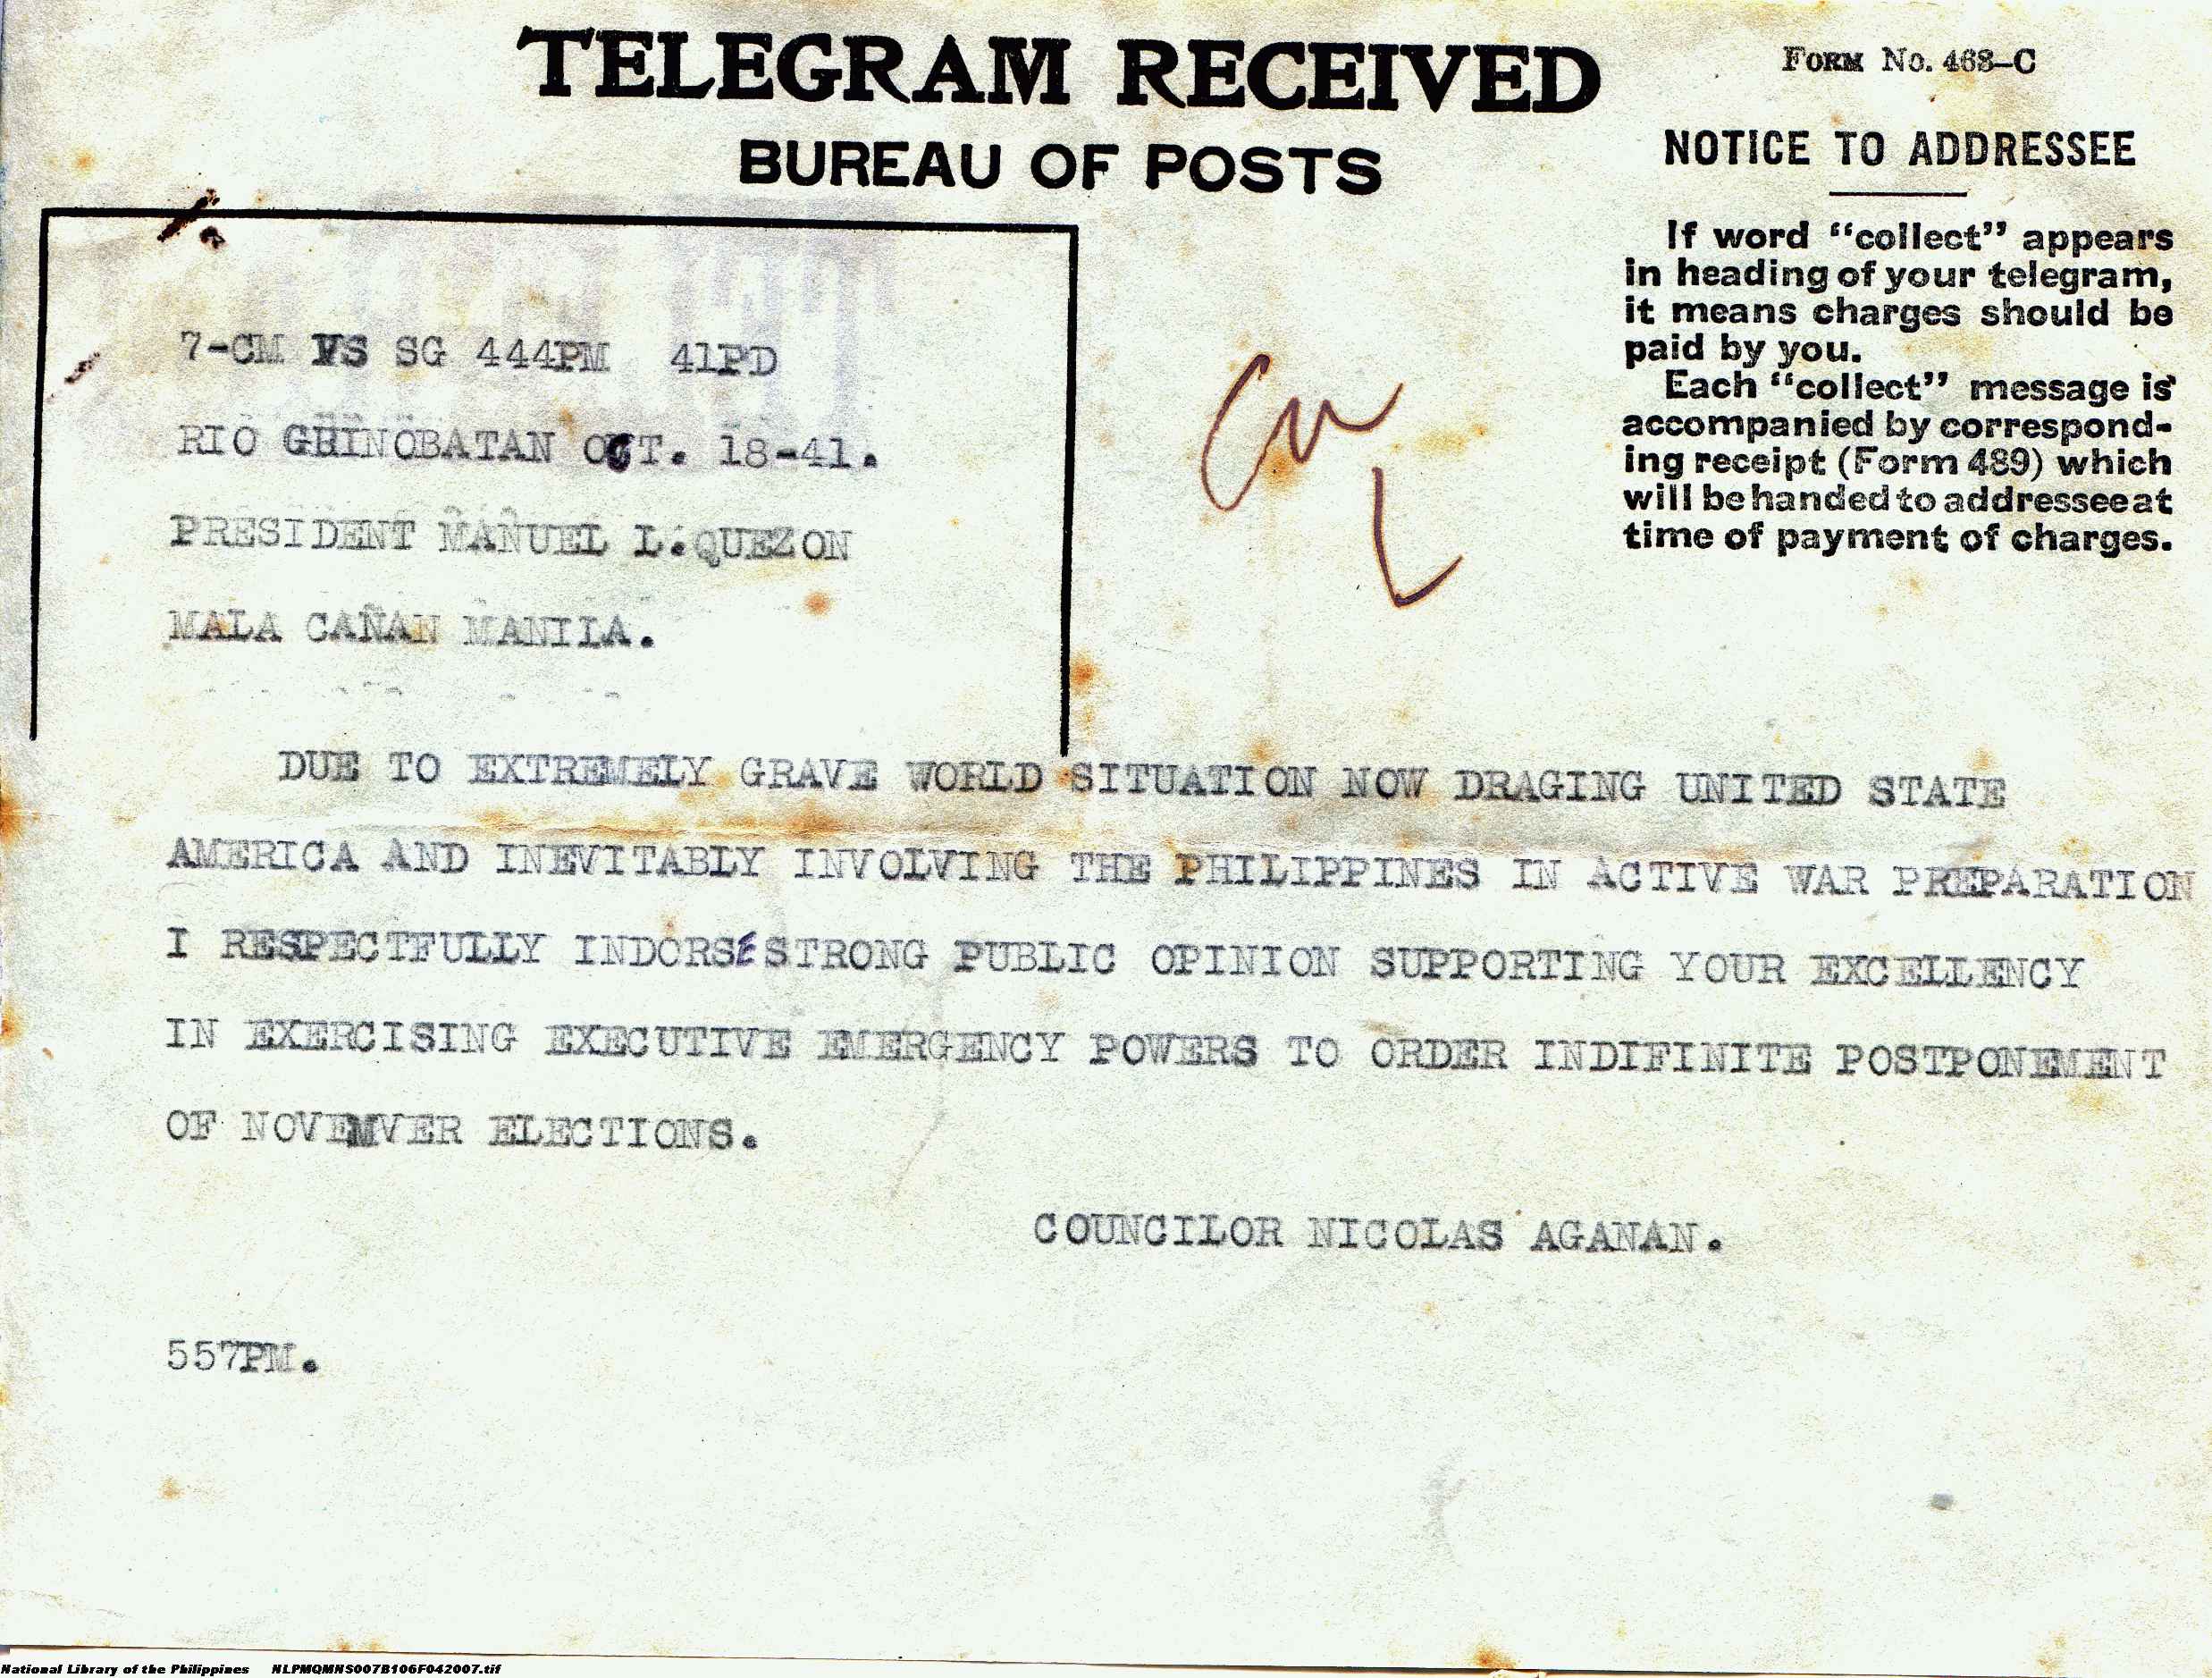 TELEGRAM RECEIVED
BUREAU OF POSTS
FORM No. 468-C
NOTICE TO ADDRESSEE
If word "collect" appears
in heading of your telegram,
it means charges should be
paid by you.
Each "collect" message is
accompanied by correspond-
ing receipt (Form 489) which
will be handed to addressee at
time of payment of charges.
7-CM VS SG 444PM 41PD
RIO GHINOBATAN OCT. 18-41.
PRESIDENT MANUEL L.QUEZON
MALA CAÑAN MANILA.
DUE TO EXTREMELY GRAVE WORLD SITUATION NOW DRAGING UNITED STATE
AMERICA AND INEVITABLY INVOLVING THE PHILIPPINES IN ACTIVE WAR PREPARATION
I RESPECTFULLY INDORSE STRONG PUBLIC OPINION SUPPORTING YOUR EXCELLENCY
IN EXERCISING EXECUTIVE EMERGENCY POWERS TO ORDER INDIFINITE POSTPONEMENT
OF NOVEMVER ELECTIONS.
COUNCILOR NICOLAS AGANAN.
557PM.
National Library of the Philippines NLPMQMNS007B106F042007.tif